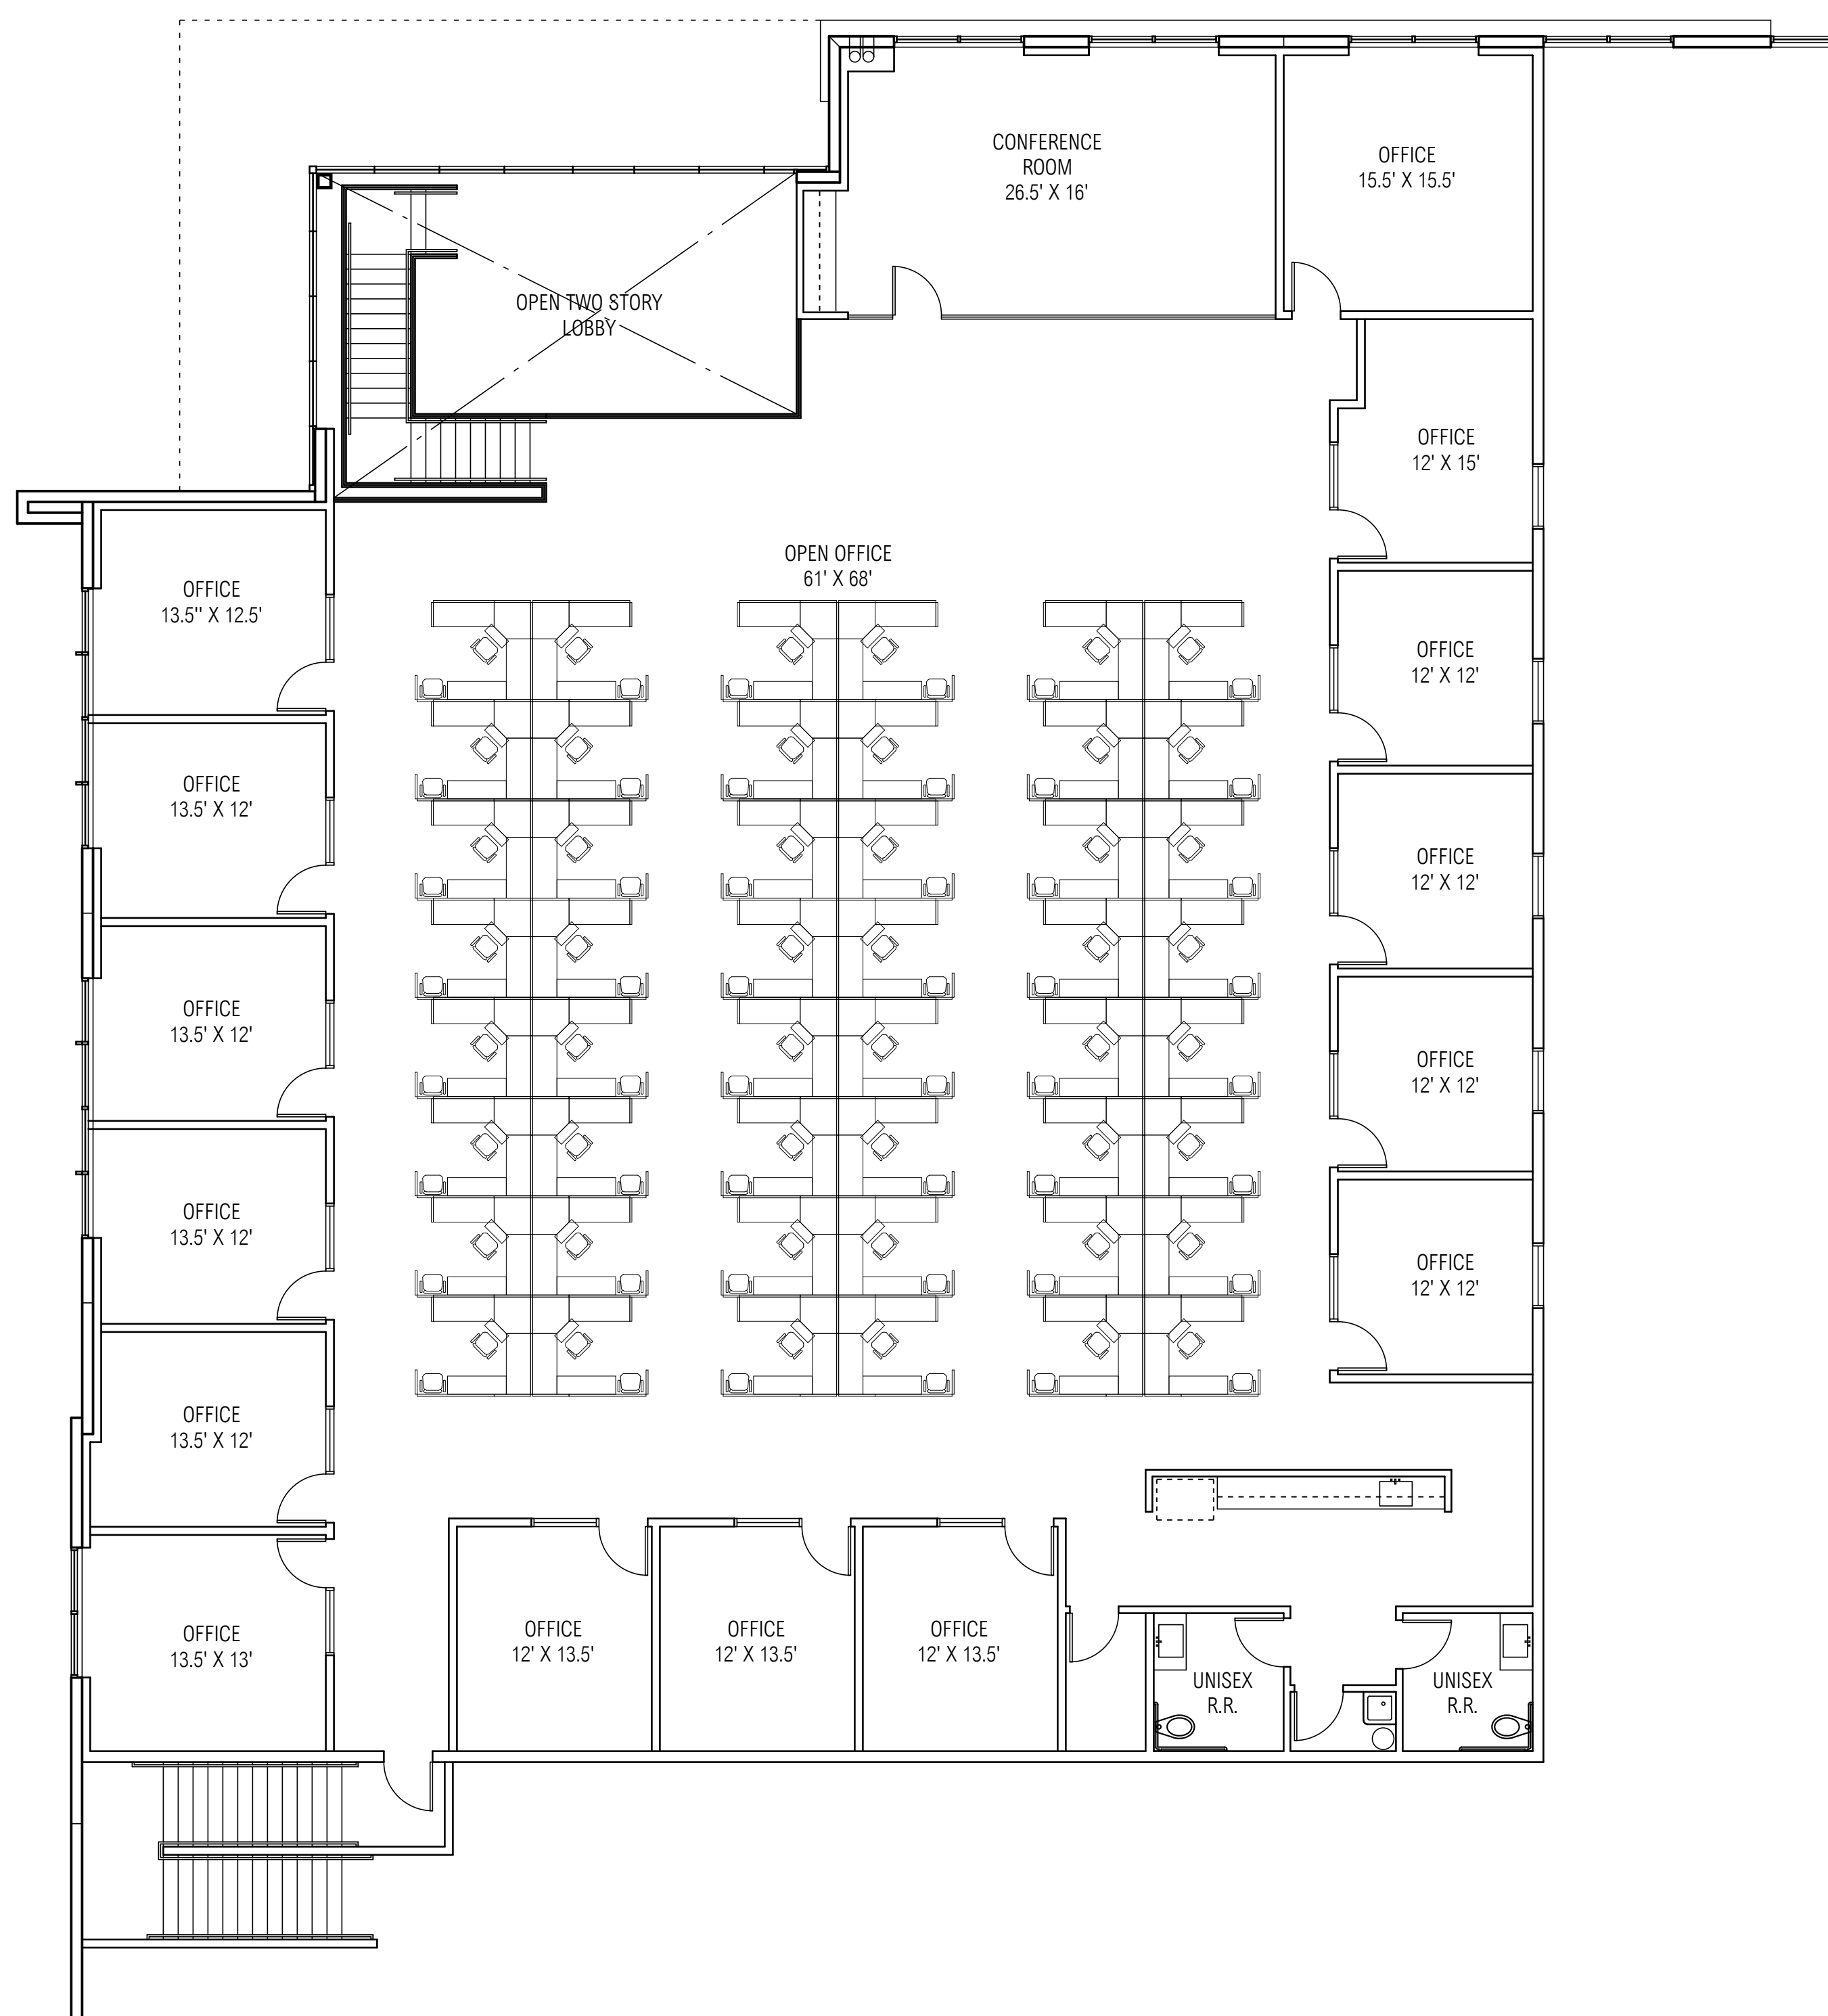 CONFERENCE
ROOM
26.5' X 16'
OFFICE
15.5' X 15.5'
OPEN TWO STORY
LOBBY
OFFICE
12' X 15'
OPEN OFFICE
61' X 68'
OFFICE
13.5'' X 12.5'
OFFICE
12' X 12'
OFFICE
13.5' X 12'
OFFICE
12' X 12'
OFFICE
13.5' X 12'
OFFICE
12' X 12'
OFFICE
13.5' X 12'
OFFICE
12' X 12'
OFFICE
13.5' X 12'
OFFICE
13.5' X 13'
OFFICE
12' X 13.5'
OFFICE
12' X 13.5'
OFFICE
12' X 13.5'
UNISEX
R.R.
UNISEX
R.R.